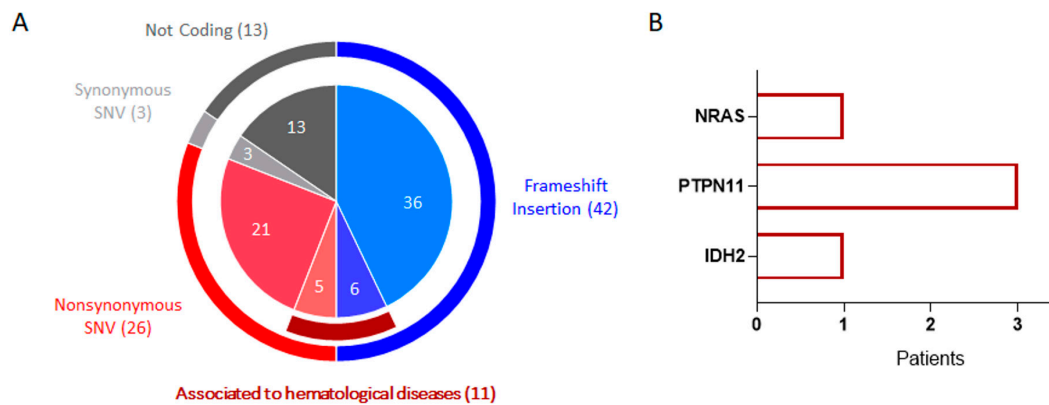 A
Not Coding (13)
Synonymous
SNV (3)
13
3
36
21
5
6
Frameshift
Insertion (42)
Nonsynonymous
SNV (26)
Associated to hematological diseases (11)
B
NRAS
PTPN11
IDH2
0
1
2
3
Patients